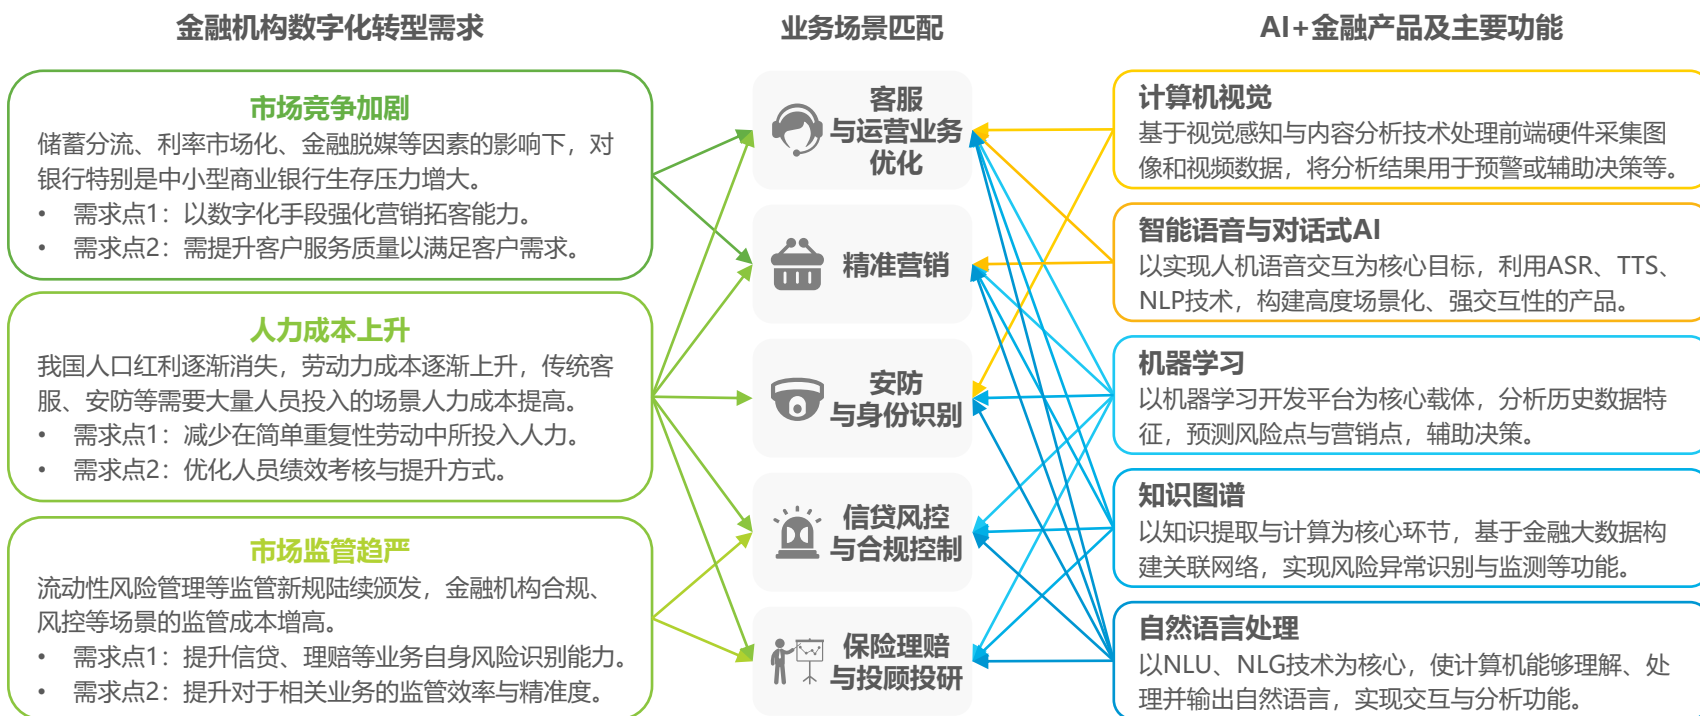 金融机构数字化转型需求
业务场景匹配
AI+金融产品及主要功能
市场竞争加剧
储蓄分流、利率市场化、金融脱媒等因素的影响下，对
银行特别是中小型商业银行生存压力增大。
• 需求点1：以数字化手段强化营销拓客能力。
• 需求点2：需提升客户服务质量以满足客户需求。
人力成本上升
我国人口红利逐渐消失，劳动力成本逐渐上升，传统客
服、安防等需要大量人员投入的场景人力成本提高。
• 需求点1：减少在简单重复性劳动中所投入人力。
• 需求点2：优化人员绩效考核与提升方式。
市场监管趋严
流动性风险管理等监管新规陆续颁发，金融机构合规、
风控等场景的监管成本增高。
• 需求点1：提升信贷、理赔等业务自身风险识别能力。
• 需求点2：提升对于相关业务的监管效率与精准度。
客服
与运营业务
优化
精准营销
安防
与身份识别
信贷风控
与合规控制
保险理赔
与投顾投研
计算机视觉
基于视觉感知与内容分析技术处理前端硬件采集图
像和视频数据，将分析结果用于预警或辅助决策等。
智能语音与对话式AI
以实现人机语音交互为核心目标，利用ASR、TTS、
NLP技术，构建高度场景化、强交互性的产品。
机器学习
以机器学习开发平台为核心载体，分析历史数据特
征，预测风险点与营销点，辅助决策。
知识图谱
以知识提取与计算为核心环节，基于金融大数据构
建关联网络，实现风险异常识别与监测等功能。
自然语言处理
以NLU、NLG技术为核心，使计算机能够理解、处
理并输出自然语言，实现交互与分析功能。